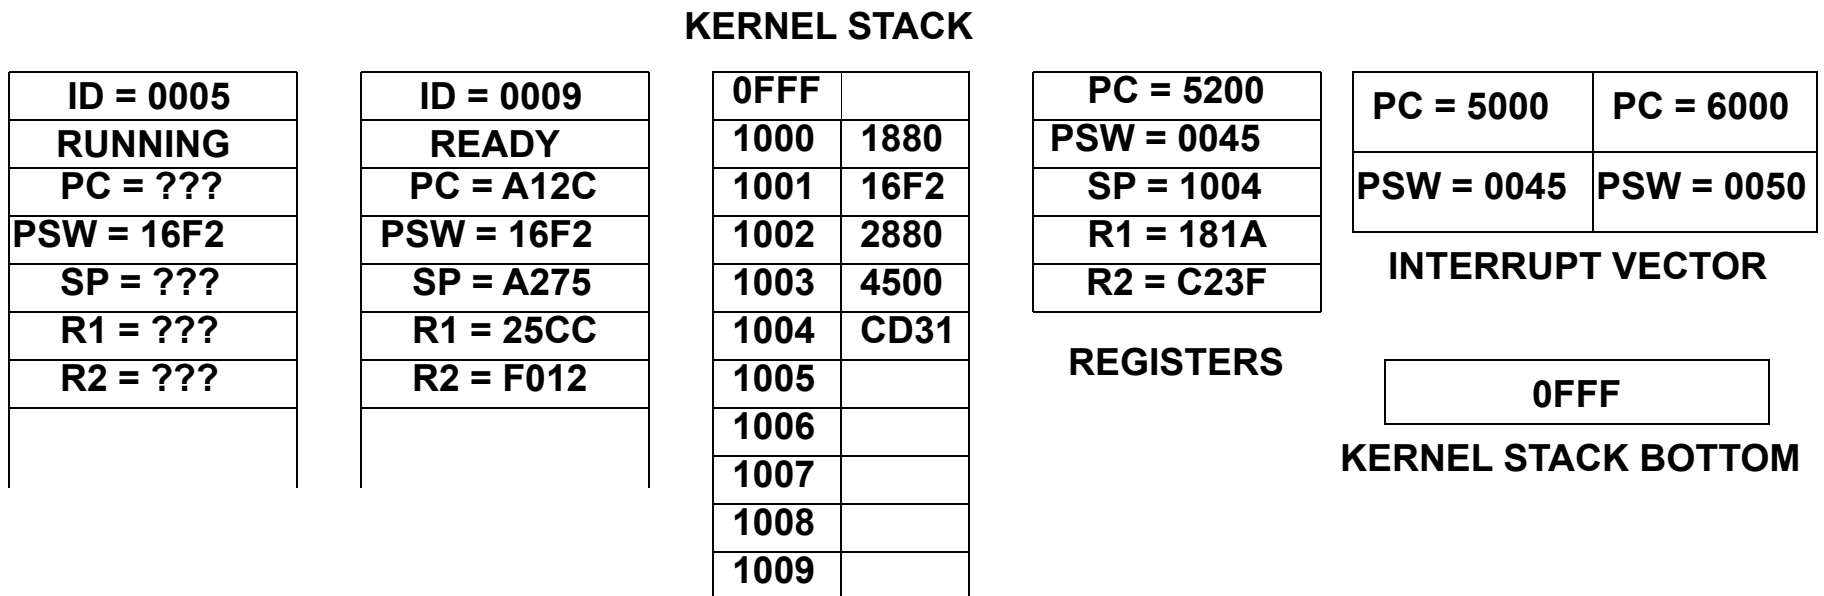 KERNEL STACK
ID = 0005
RUNNING
PC = ???
PSW = 16F2
SP = ???
R1 = ???
R2 = ???
ID = 0009
READY
PC = A12C
PSW = 16F2
SP = A275
R1 = 25CC
R2 = F012
0FFF
1000 1880
1001 16F2
1002 2880
1003 4500
1004 CD31
1005
1006
1007
1008
1009
PC = 5200
PSW = 0045
SP = 1004
R1 = 181A
R2 = C23F
REGISTERS
PC = 5000 PC = 6000
PSW = 0045 PSW = 0050
INTERRUPT VECTOR
0FFF
KERNEL STACK BOTTOM